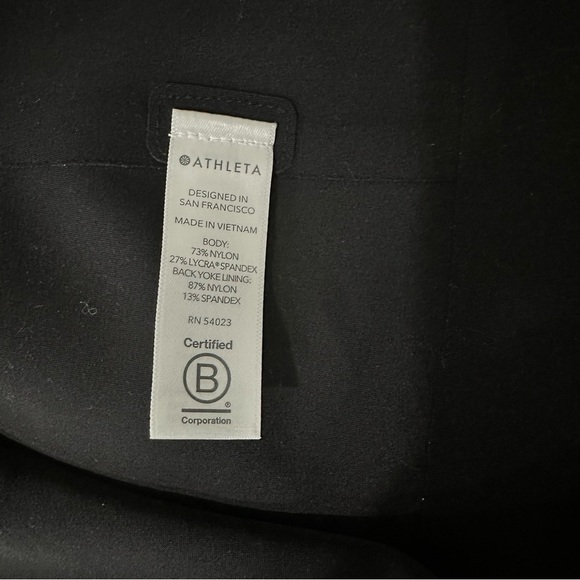 ATHLETA
DESIGNED IN
SAN FRANCISCO
MADE IN VIETNAM
BODY:
73% NYLON
27% LYCRA® SPANDEX
BACK YOKE LINING:
87% NYLON
13% SPANDEX
RN 54023
Certified
B
®
Corporation